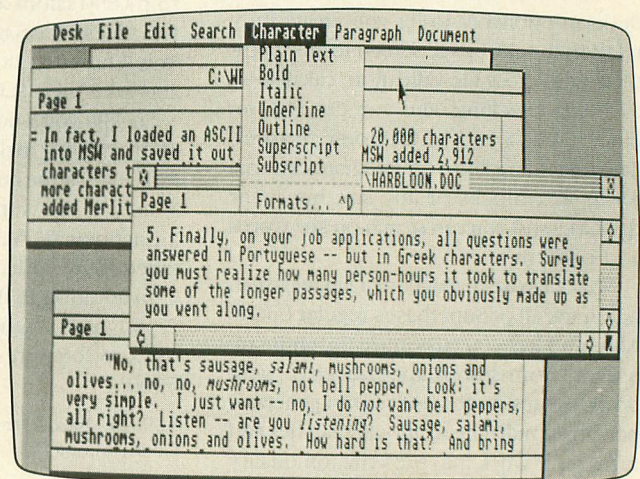 Desk File Edit Search Character Paragraph Document
Plain Text
Bold
Italic
Underline
Outline
Superscript
Subscript
Formats... ^D
C:\WR
Page 1
= In fact, I loaded an ASCII 20,000 characters
into MSW and saved it out MSW added 2,912
characters t
more charact
added Merlit
\HARBLOON.DOC
Page 1
5. Finally, on your job applications, all questions were
answered in Portuguese -- but in Greek characters. Surely
you must realize how many person-hours it took to translate
some of the longer passages, which you obviously made up as
you went along.
Page 1
"No, that's sausage, salami, mushrooms, onions and
olives... no, no, mushrooms, not bell pepper. Look: it's
very simple. I just want -- no, I do not want bell peppers,
all right? Listen -- are you listening? Sausage, salami,
mushrooms, onions and olives. How hard is that? And bring